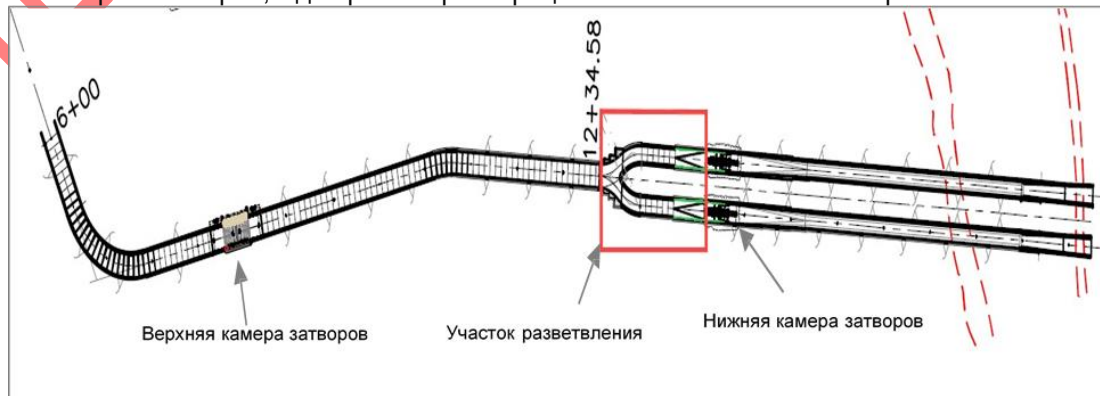 6+00
12+34.58
Верхняя камера затворов
Участок разветвления
Нижняя камера затворов